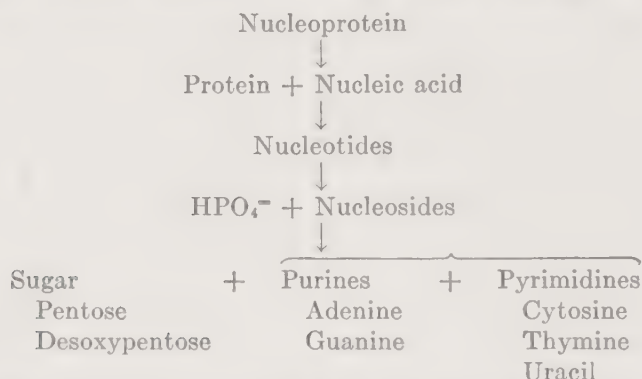 Nucleoprotein
↓
Protein + Nucleic acid
↓
Nucleotides
↓
HPO₄⁼ + Nucleosides
↓
Sugar + Purines + Pyrimidines
Pentose Adenine Cytosine
Desoxypentose Guanine Thymine
Uracil